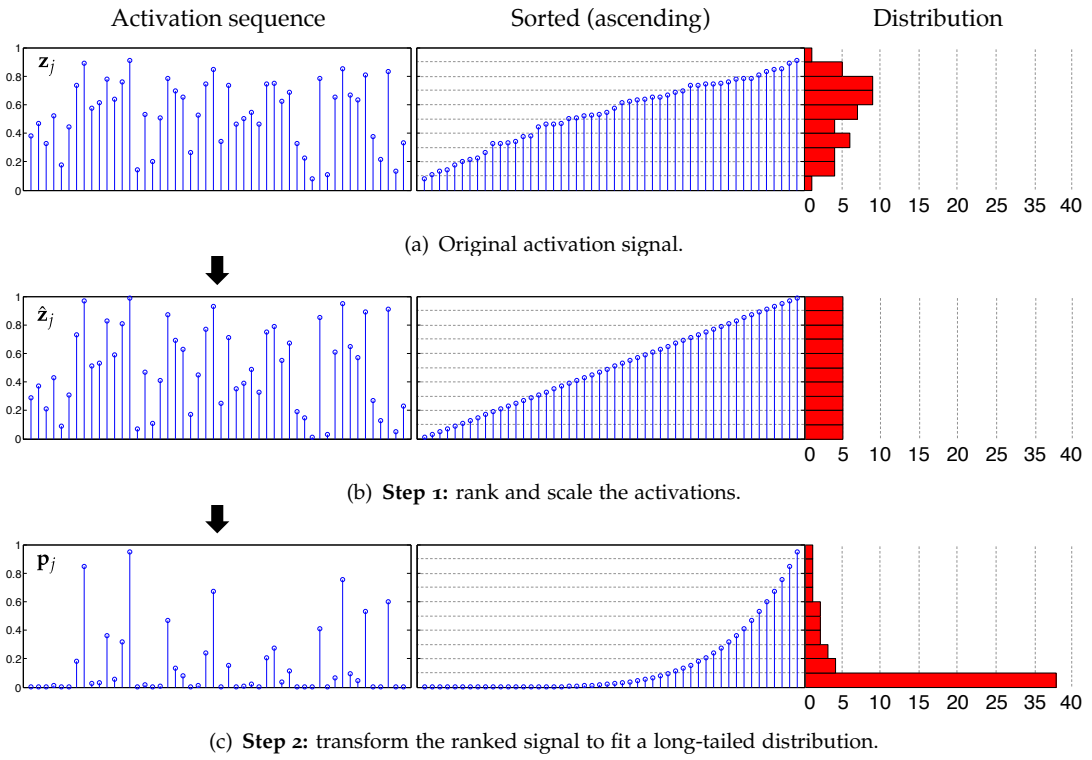 Activation sequence Sorted (ascending) Distribution
z_j
1
0.8
0.6
0.4
0.2
0
0 5 10 15 20 25 35 40
(a) Original activation signal.
ẑ_j
1
0.8
0.6
0.4
0.2
0
0 5 10 15 20 25 35 40
(b) Step 1: rank and scale the activations.
p_j
1
0.8
0.6
0.4
0.2
0
0 5 10 15 20 25 35 40
(c) Step 2: transform the ranked signal to fit a long-tailed distribution.